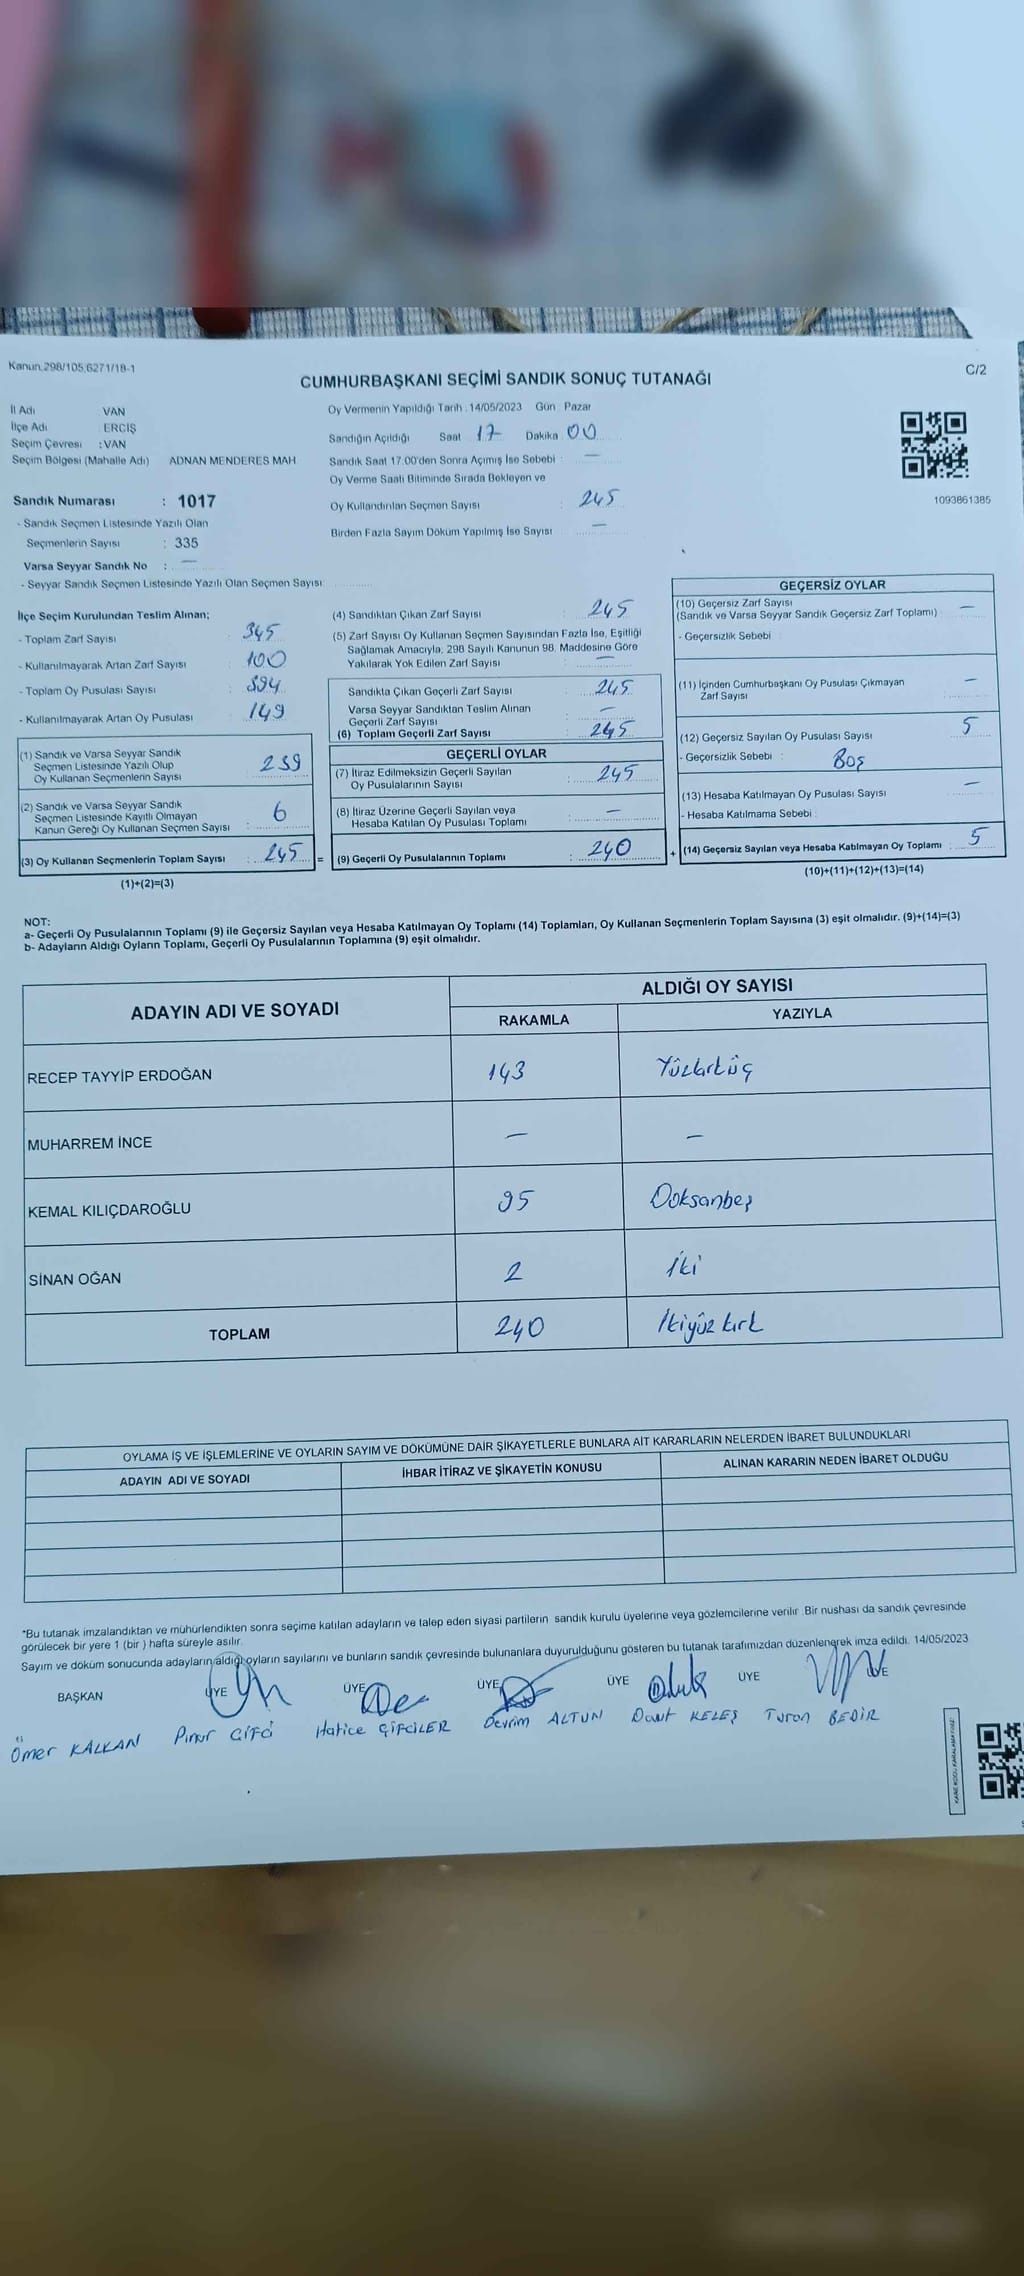 Kanun.298/105;6271/18-1
C/2
CUMHURBAŞKANI SEÇİMİ SANDIK SONUÇ TUTANAĞI
İl Adı VAN
İlçe Adı : ERCİŞ
Seçim Çevresi : VAN
Seçim Bölgesi (Mahalle Adı) ADNAN MENDERES MAH
Sandık Numarası : 1017
- Sandık Seçmen Listesinde Yazılı Olan
Seçmenlerin Sayısı : 335
Varsa Seyyar Sandık No : —
- Seyyar Sandık Seçmen Listesinde Yazılı Olan Seçmen Sayısı
Oy Vermenin Yapıldığı Tarih : 14/05/2023 Gün : Pazar
Sandığın Açıldığı Saat 17 Dakika 00
Sandık Saat 17:00'den Sonra Açımış İse Sebebi : —
Oy Verme Saati Bitiminde Sırada Bekleyen ve
Oy Kullandırılan Seçmen Sayısı : 245
Birden Fazla Sayım Döküm Yapılmış İse Sayısı —
1093861385
İlçe Seçim Kurulundan Teslim Alınan;
- Toplam Zarf Sayısı : 345
- Kullanılmayarak Artan Zarf Sayısı : 100
- Toplam Oy Pusulası Sayısı : 394
- Kullanılmayarak Artan Oy Pusulası : 149
(1) Sandık ve Varsa Seyyar Sandık
Seçmen Listesinde Yazılı Olup
Oy Kullanan Seçmenlerin Sayısı : 239
(2) Sandık ve Varsa Seyyar Sandık
Seçmen Listesinde Kayıtlı Olmayan
Kanun Gereği Oy Kullanan Seçmen Sayısı : 6
(3) Oy Kullanan Seçmenlerin Toplam Sayısı : 245 =
(1)+(2)=(3)
(4) Sandıktan Çıkan Zarf Sayısı : 245
(5) Zarf Sayısı Oy Kullanan Seçmen Sayısından Fazla İse, Eşitliği
Sağlamak Amacıyla; 298 Sayılı Kanunun 98. Maddesine Göre
Yakılarak Yok Edilen Zarf Sayısı : —
Sandıkta Çıkan Geçerli Zarf Sayısı : 245
Varsa Seyyar Sandıktan Teslim Alınan
Geçerli Zarf Sayısı : —
(6) Toplam Geçerli Zarf Sayısı : 245
GEÇERLİ OYLAR
(7) İtiraz Edilmeksizin Geçerli Sayılan
Oy Pusulalarının Sayısı : 245
(8) İtiraz Üzerine Geçerli Sayılan veya
Hesaba Katılan Oy Pusulası Toplamı : —
(9) Geçerli Oy Pusulalarının Toplamı : 240
GEÇERSİZ OYLAR
(10) Geçersiz Zarf Sayısı
(Sandık ve Varsa Seyyar Sandık Geçersiz Zarf Toplamı) : —
- Geçersizlik Sebebi :
(11) İçinden Cumhurbaşkanı Oy Pusulası Çıkmayan
Zarf Sayısı : —
(12) Geçersiz Sayılan Oy Pusulası Sayısı 5
- Geçersizlik Sebebi : Boş
(13) Hesaba Katılmayan Oy Pusulası Sayısı : —
- Hesaba Katılmama Sebebi :
+ (14) Geçersiz Sayılan veya Hesaba Katılmayan Oy Toplamı : 5
(10)+(11)+(12)+(13)=(14)
NOT:
a- Geçerli Oy Pusulalarının Toplamı (9) ile Geçersiz Sayılan veya Hesaba Katılmayan Oy Toplamı (14) Toplamları, Oy Kullanan Seçmenlerin Toplam Sayısına (3) eşit olmalıdır. (9)+(14)=(3)
b- Adayların Aldığı Oyların Toplamı, Geçerli Oy Pusulalarının Toplamına (9) eşit olmalıdır.
ADAYIN ADI VE SOYADI
ALDIĞI OY SAYISI
RAKAMLA YAZIYLA
RECEP TAYYİP ERDOĞAN 143 Yüzkırküç
MUHARREM İNCE — —
KEMAL KILIÇDAROĞLU 95 Doksanbeş
SİNAN OĞAN 2 İki
TOPLAM 240 İkiyüz kırk
OYLAMA İŞ VE İŞLEMLERİNE VE OYLARIN SAYIM VE DÖKÜMÜNE DAİR ŞİKAYETLERLE BUNLARA AİT KARARLARIN NELERDEN İBARET BULUNDUKLARI
ADAYIN ADI VE SOYADI İHBAR İTİRAZ VE ŞİKAYETİN KONUSU ALINAN KARARIN NEDEN İBARET OLDUĞU
*Bu tutanak imzalandıktan ve mühürlendikten sonra seçime katılan adayların ve talep eden siyasi partilerin sandık kurulu üyelerine veya gözlemcilerine verilir. Bir nushası da sandık çevresinde
görülecek bir yere 1 (bir ) hafta süreyle asılır.
Sayım ve döküm sonucunda adayların aldığı oyların sayılarını ve bunların sandık çevresinde bulunanlara duyurulduğunu gösteren bu tutanak tarafımızdan düzenlenerek imza edildi. 14/05/2023
BAŞKAN ÜYE ÜYE ÜYE ÜYE ÜYE ÜYE
Ömer KALKAN Pınar ÇİFÇİ Hatice ÇİFCİLER Devrim ALTUN Davut KELEŞ Turan BEDİR